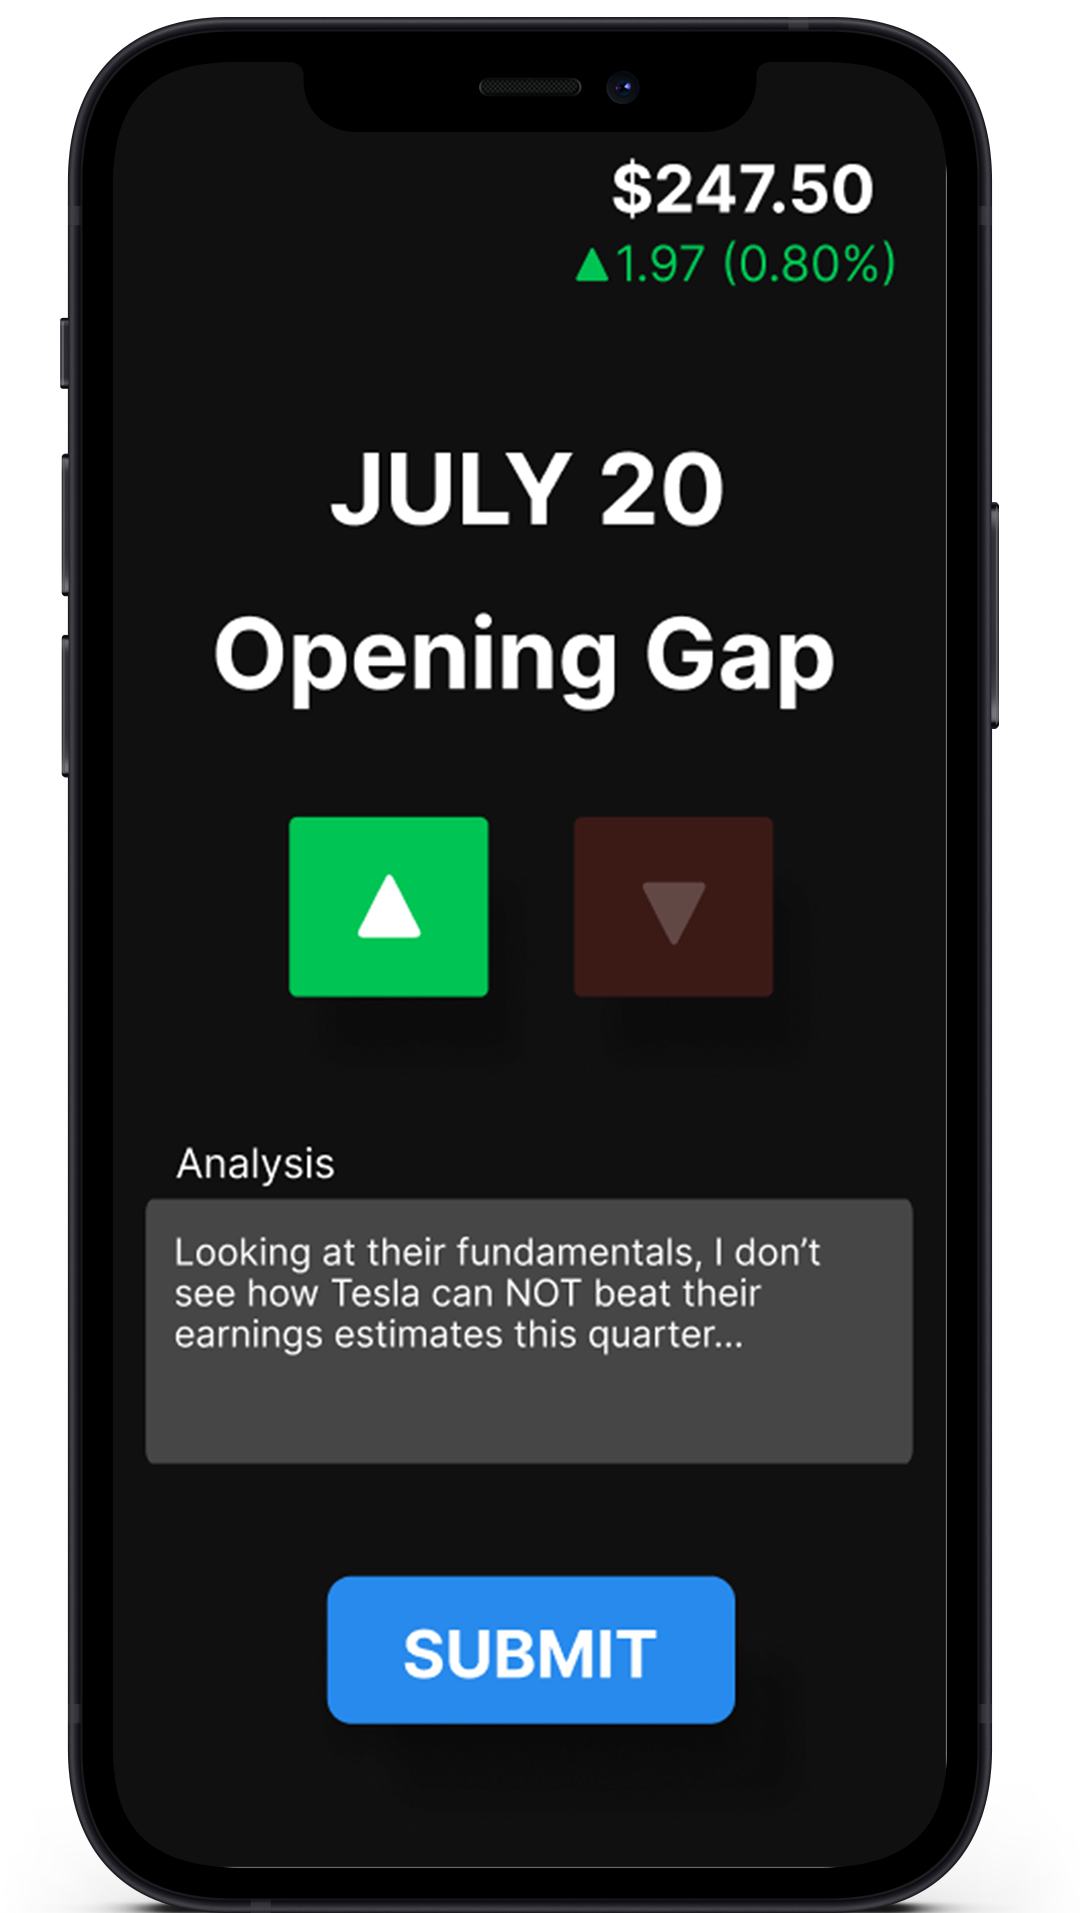 $247.50
▲1.97 (0.80%)
JULY 20
Opening Gap
Analysis
Looking at their fundamentals, I don’t
see how Tesla can NOT beat their
earnings estimates this quarter...
SUBMIT